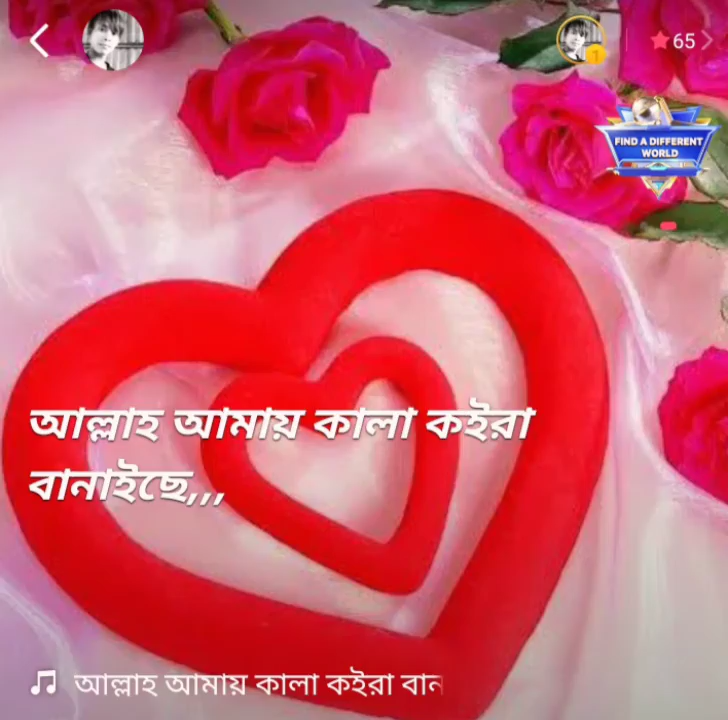 65
FIND A DIFFERENT
WORLD
আল্লাহ আমায় কালা কইরা
বানাইছে,,,
আল্লাহ আমায় কালা কইরা বান